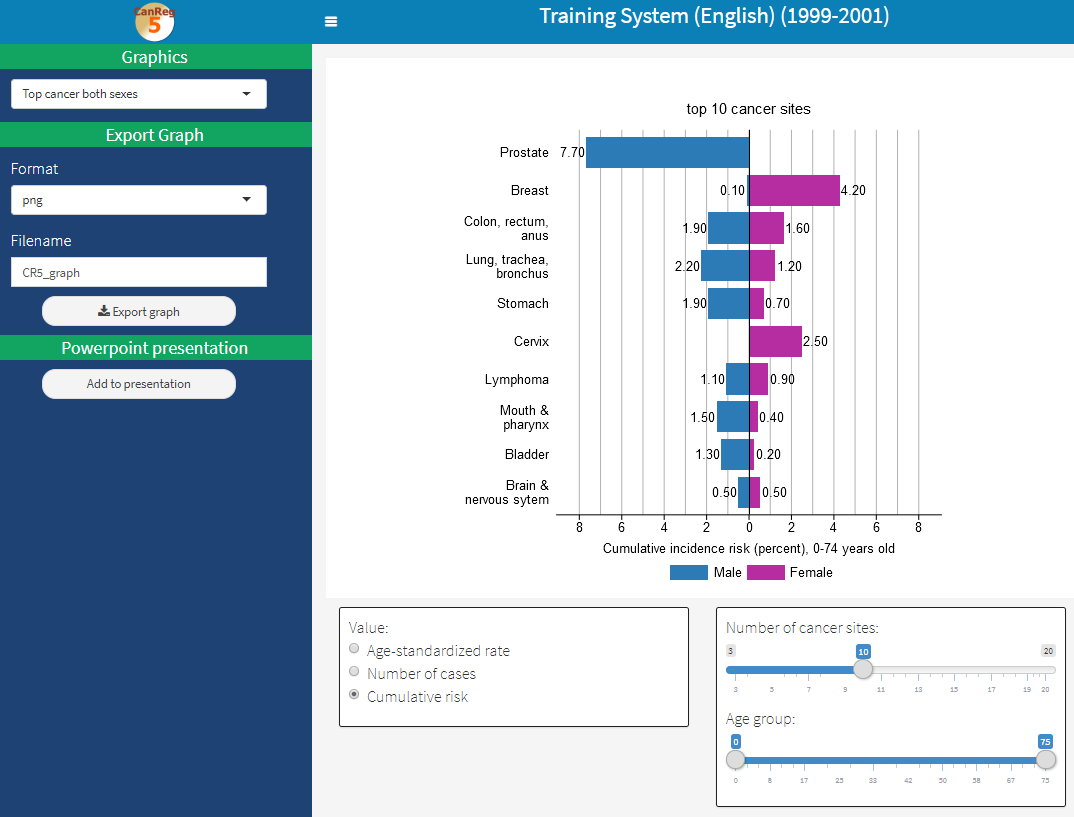 CanReg
5
Training System (English) (1999-2001)
Graphics
Top cancer both sexes
Export Graph
Format
png
Filename
CR5_graph
Export graph
Powerpoint presentation
Add to presentation
top 10 cancer sites
Prostate 7.70
Breast 0.10 4.20
Colon, rectum,
anus 1.90 1.60
Lung, trachea,
bronchus 2.20 1.20
Stomach 1.90 0.70
Cervix 2.50
Lymphoma 1.10 0.90
Mouth &
pharynx 1.50 0.40
Bladder 1.30 0.20
Brain &
nervous sytem 0.50 0.50
8 6 4 2 0 2 4 6 8
Cumulative incidence risk (percent), 0-74 years old
Male Female
Value:
Age-standardized rate
Number of cases
Cumulative risk
Number of cancer sites:
3 10 20
3 5 7 9 11 13 15 17 19 20
Age group:
0 75
0 8 17 25 33 42 50 58 67 75